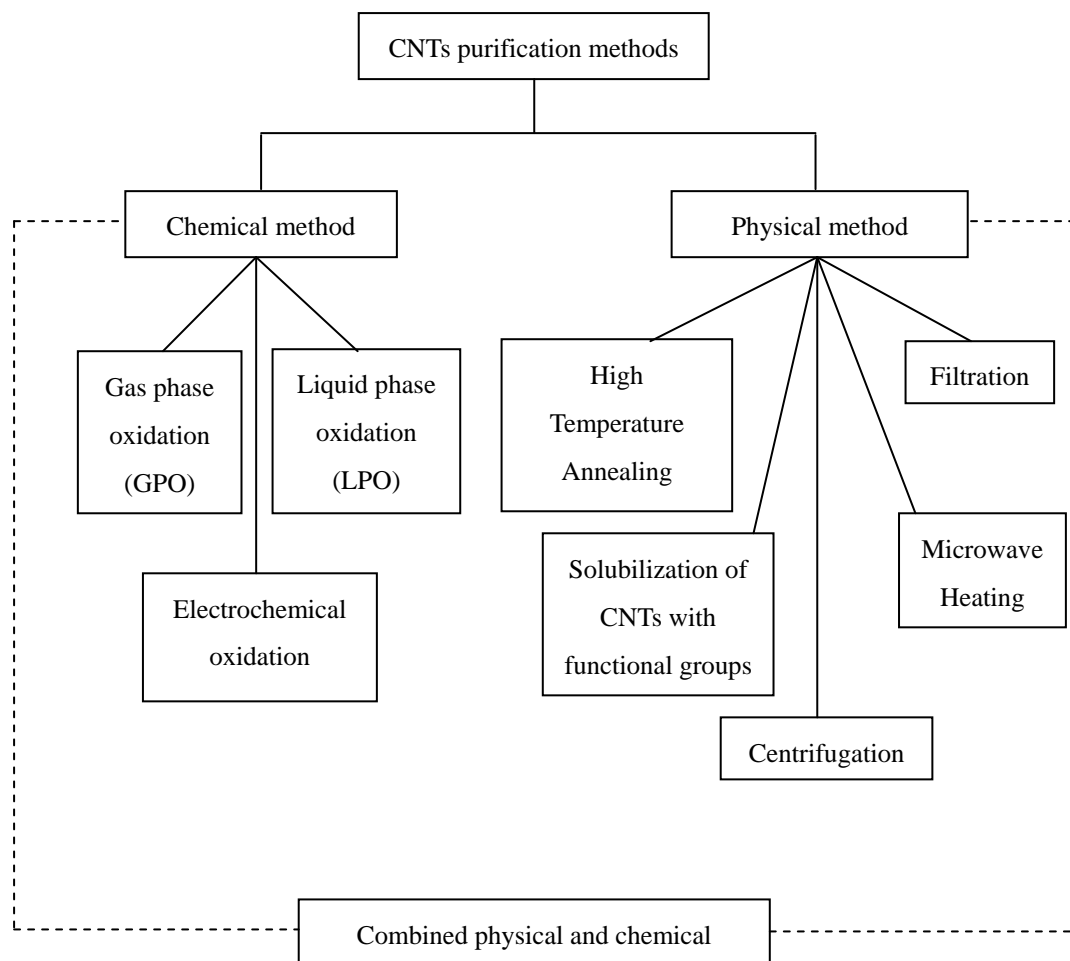 CNTs purification methods
Chemical method
Physical method
Gas phase
oxidation
(GPO)
Liquid phase
oxidation
(LPO)
High
Temperature
Annealing
Filtration
Electrochemical
oxidation
Solubilization of
CNTs with
functional groups
Microwave
Heating
Centrifugation
Combined physical and chemical